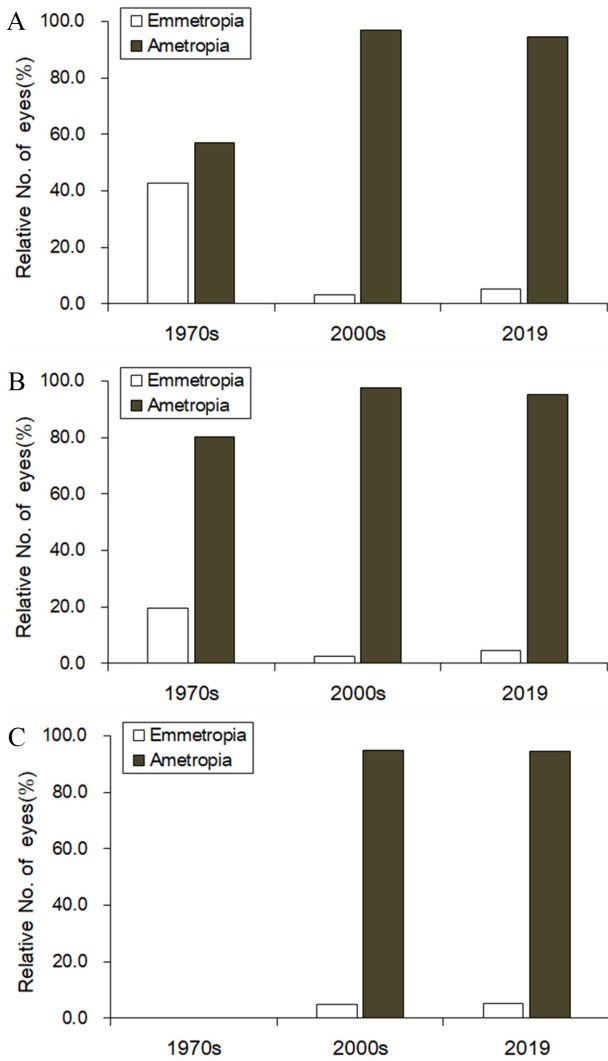 A
Relative No. of eyes(%)
100.0
80.0
60.0
40.0
20.0
0.0
Emmetropia
Ametropia
1970s
2000s
2019
B
Relative No. of eyes(%)
100.0
80.0
60.0
40.0
20.0
0.0
Emmetropia
Ametropia
1970s
2000s
2019
C
Relative No. of eyes(%)
100.0
80.0
60.0
40.0
20.0
0.0
Emmetropia
Ametropia
1970s
2000s
2019